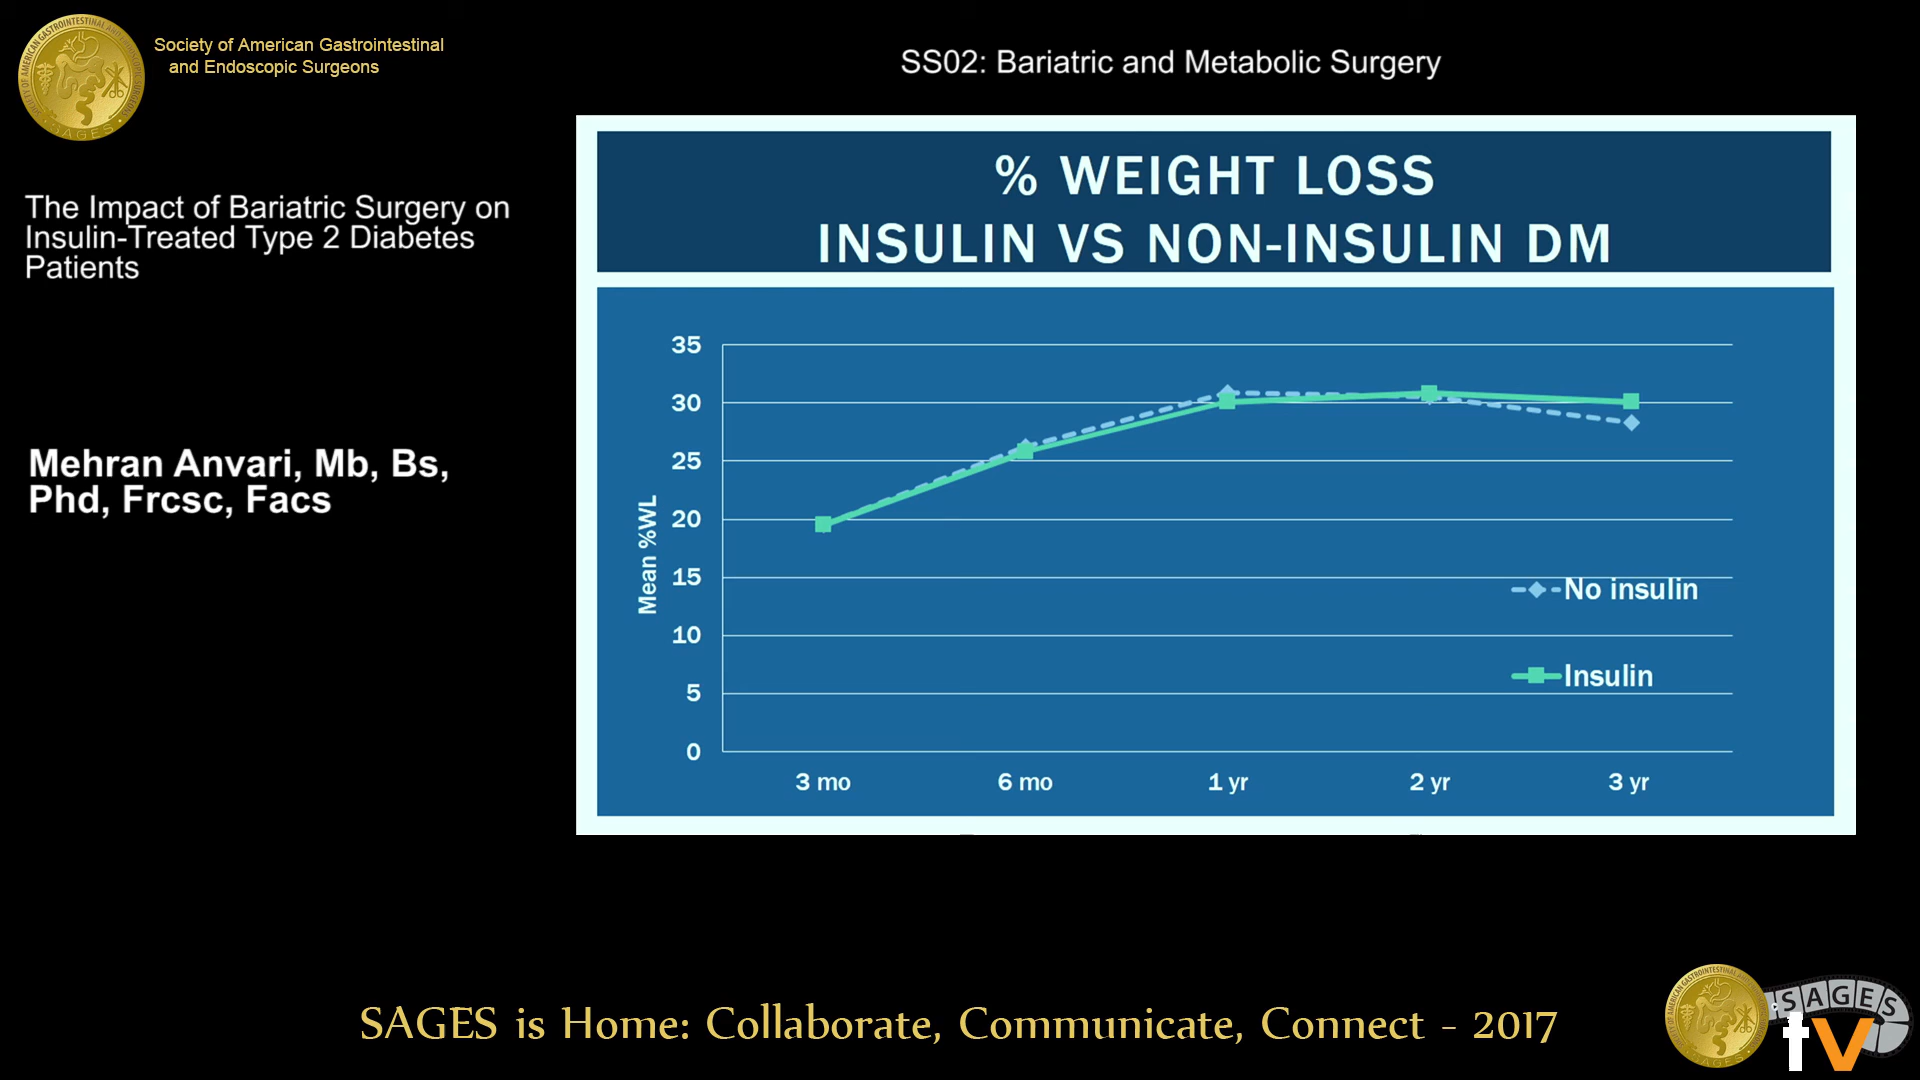 Society of American Gastrointestinal
and Endoscopic Surgeons
SS02: Bariatric and Metabolic Surgery
The Impact of Bariatric Surgery on
Insulin-Treated Type 2 Diabetes
Patients
Mehran Anvari, Mb, Bs,
Phd, Frcsc, Facs
% WEIGHT LOSS
INSULIN VS NON-INSULIN DM
Mean %WL
35
30
25
20
15
10
5
0
3 mo
6 mo
1 yr
2 yr
3 yr
No insulin
Insulin
SAGES is Home: Collaborate, Communicate, Connect - 2017
SAGES
tv